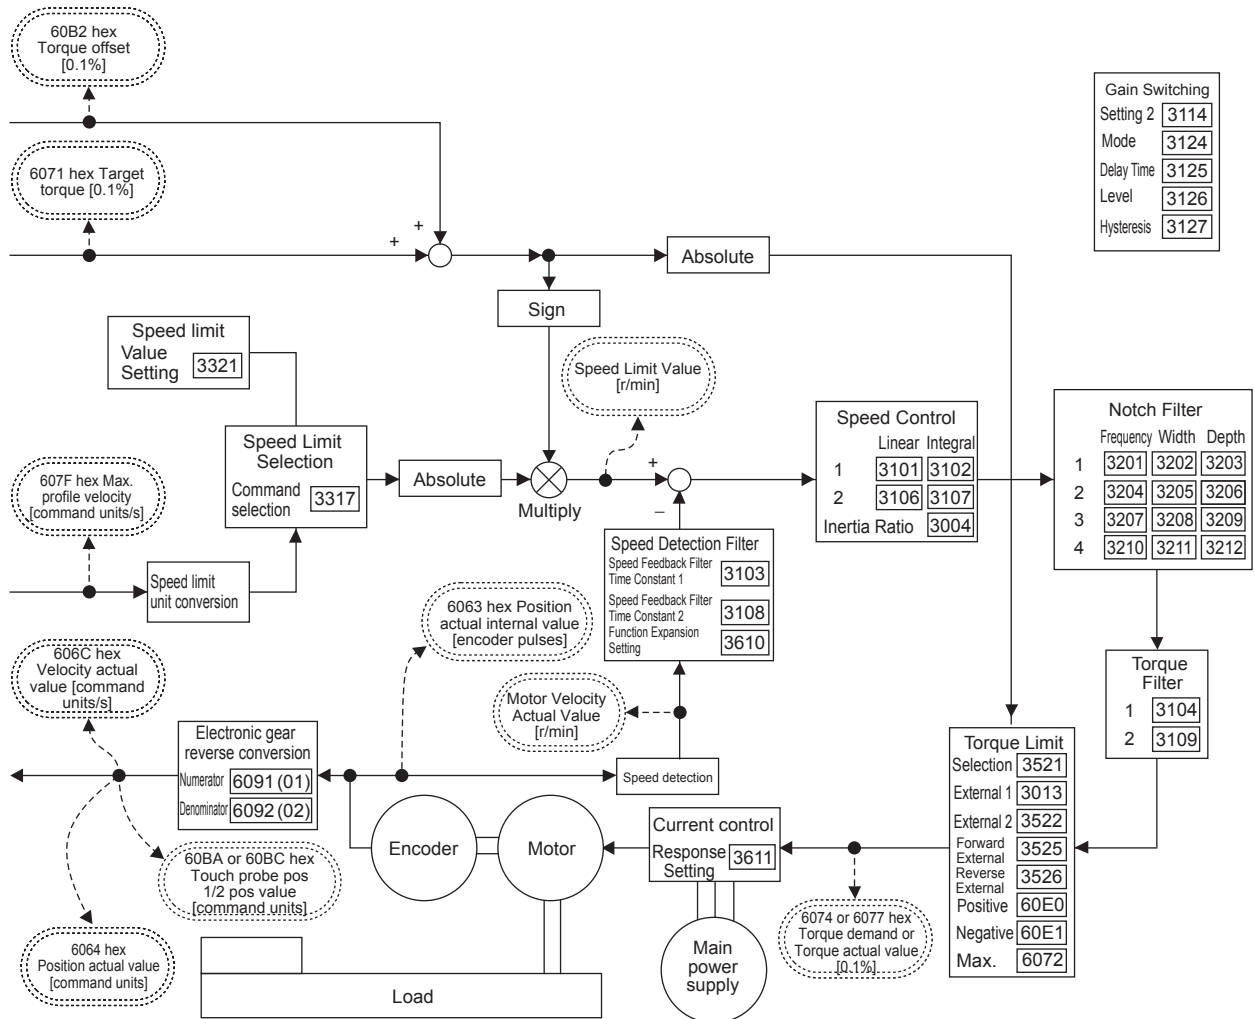 60B2 hex
Torque offset
[0.1%]
6071 hex Target
torque [0.1%]
+
+
Absolute
Sign
Gain Switching
Setting 2 3114
Mode 3124
Delay Time 3125
Level 3126
Hysteresis 3127
Speed limit
Value
Setting 3321
Speed Limit Value
[r/min]
Speed Limit
Selection
Command
selection 3317
Absolute
Multiply
+
−
Speed Control
Linear Integral
1 3101 3102
2 3106 3107
Inertia Ratio 3004
Notch Filter
Frequency Width Depth
1 3201 3202 3203
2 3204 3205 3206
3 3207 3208 3209
4 3210 3211 3212
607F hex Max.
profile velocity
[command units/s]
Speed limit
unit conversion
Speed Detection Filter
Speed Feedback Filter
Time Constant 1 3103
Speed Feedback Filter
Time Constant 2 3108
Function Expansion
Setting 3610
6063 hex Position
actual internal value
[encoder pulses]
606C hex
Velocity actual
value [command
units/s]
Motor Velocity
Actual Value
[r/min]
Torque
Filter
1 3104
2 3109
Electronic gear
reverse conversion
Numerator 6091 (01)
Denominator 6092 (02)
Speed detection
Torque Limit
Selection 3521
External 1 3013
External 2 3522
Forward
External 3525
Reverse
External 3526
Positive 60E0
Negative 60E1
Max. 6072
Encoder
Motor
Current control
Response
Setting 3611
60BA or 60BC hex
Touch probe pos
1/2 pos value
[command units]
6074 or 6077 hex
Torque demand or
Torque actual value
[0.1%]
6064 hex
Position actual value
[command units]
Main
power
supply
Load